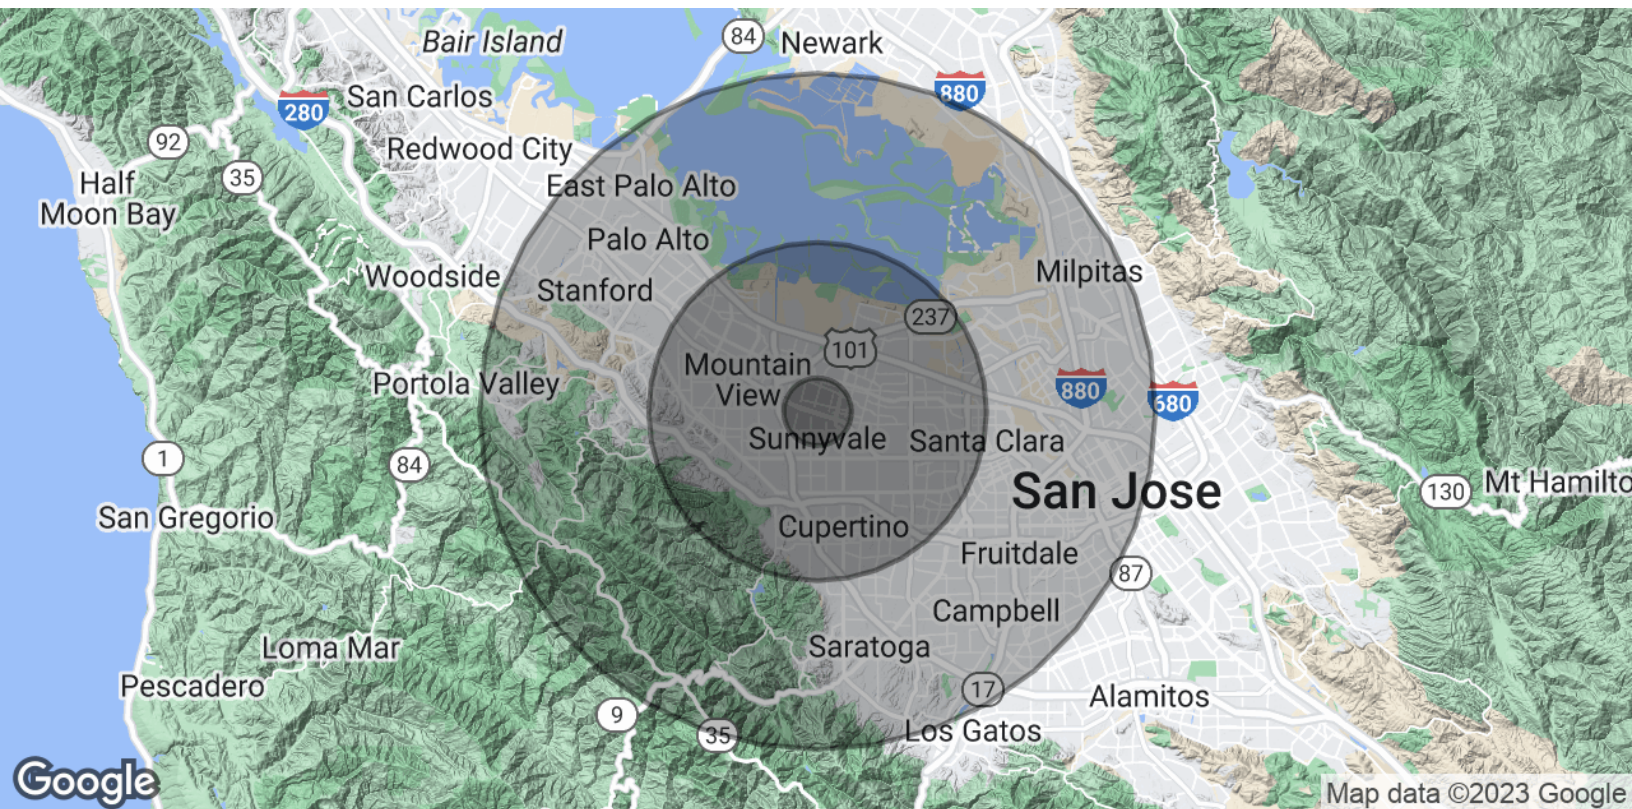 Bair Island
84
Newark
880
280
San Carlos
92
Redwood City
35
East Palo Alto
Half
Moon Bay
Palo Alto
Woodside
Stanford
Milpitas
237
101
Mountain
View
Portola Valley
880
680
Sunnyvale
Santa Clara
1
84
San Jose
130
Mt Hamilto
San Gregorio
Cupertino
Fruitdale
87
Campbell
Loma Mar
Saratoga
Pescadero
17
Alamitos
9
35
Los Gatos
Google
Map data ©2023 Google